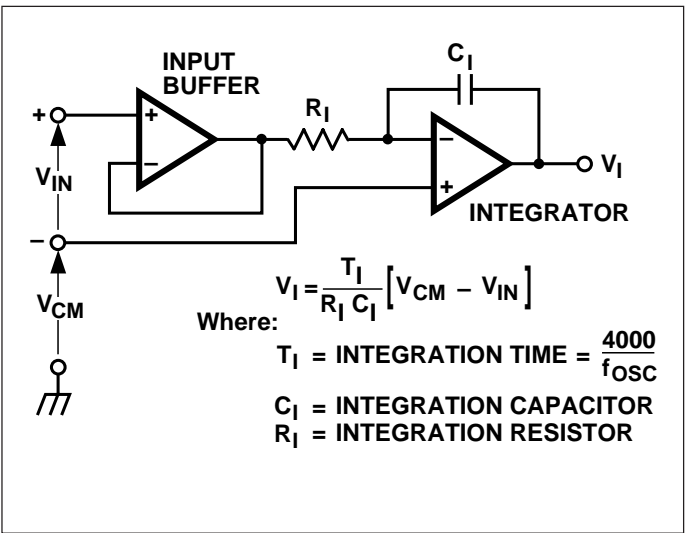 INPUT
BUFFER
C_I
R_I
+
+
−
−
+
V_IN
V_I
INTEGRATOR
−
V_CM
V_I = T_I / R_I C_I [V_CM − V_IN]
Where:
T_I = INTEGRATION TIME = 4000 / f_OSC
C_I = INTEGRATION CAPACITOR
R_I = INTEGRATION RESISTOR